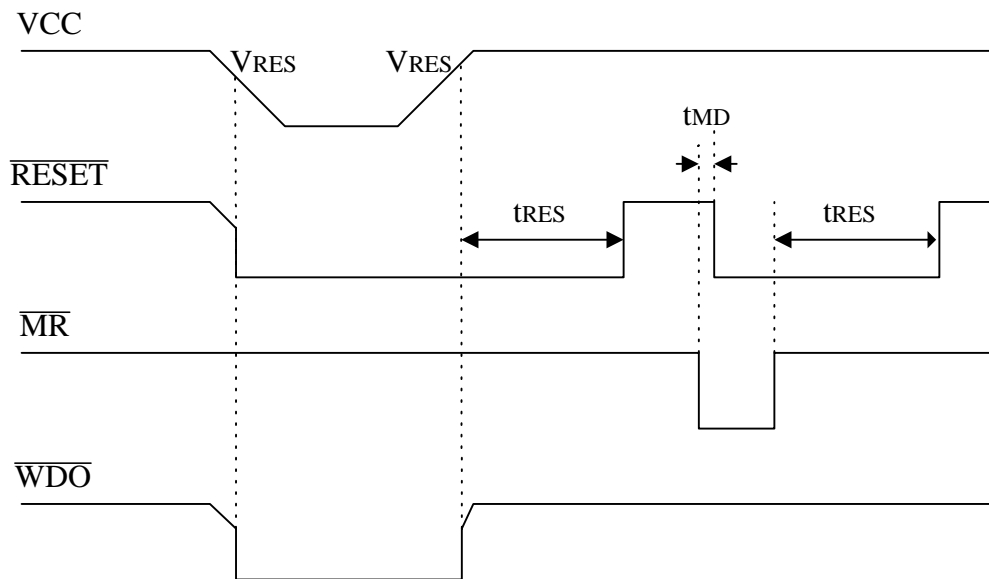 VCC
VRES VRES
tMD
RESET
tRES tRES
MR
WDO